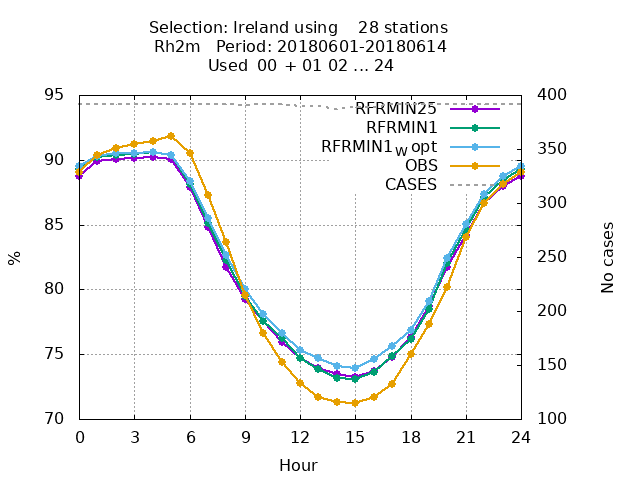 Selection: Ireland using 28 stations
Rh2m Period: 20180601-20180614
Used 00 + 01 02 ... 24
95
90
85
80
75
70
400
350
300
250
200
150
100
0
3
6
9
12
15
18
21
24
%
No cases
Hour
RFRMIN25
RFRMIN1
RFRMIN1w opt
OBS
CASES